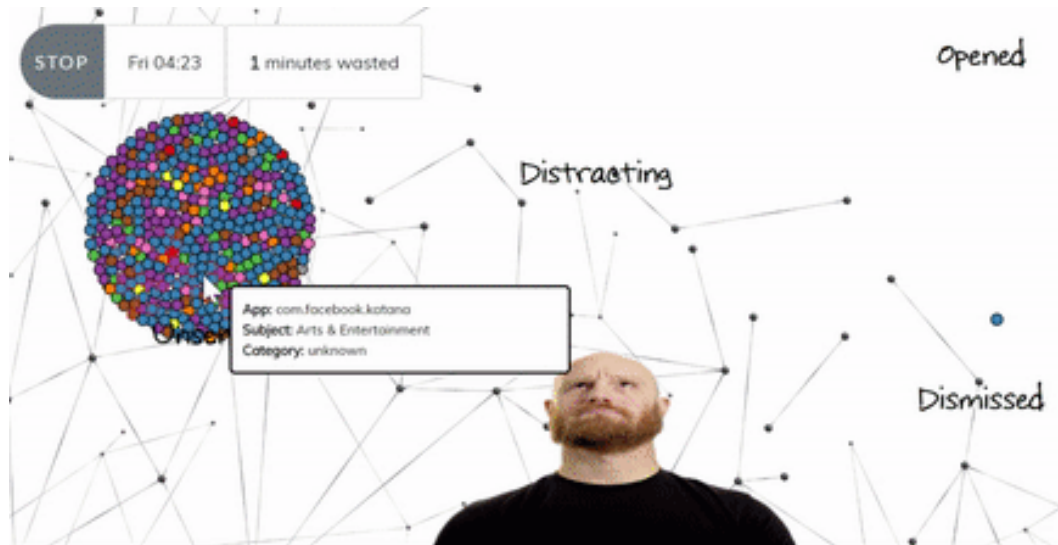 STOP
Fri 04:23
1 minutes wasted
Opened
Distracting
App: com.facebook.katana
Subject: Arts & Entertainment
Category: unknown
Dismissed